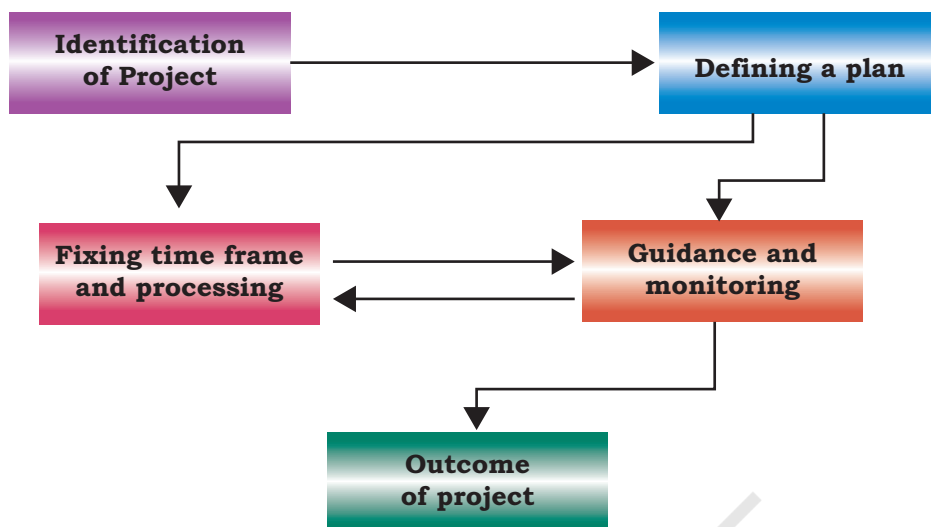 Identification
of Project
Defining a plan
Fixing time frame
and processing
Guidance and
monitoring
Outcome
of project